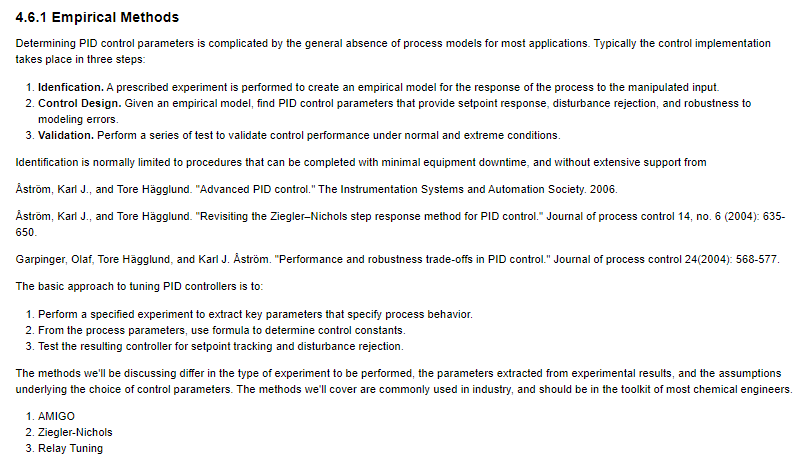 4.6.1 Empirical Methods
Determining PID control parameters is complicated by the general absence of process models for most applications. Typically the control implementation
takes place in three steps:
1. Idenfication. A prescribed experiment is performed to create an empirical model for the response of the process to the manipulated input.
2. Control Design. Given an empirical model, find PID control parameters that provide setpoint response, disturbance rejection, and robustness to
modeling errors.
3. Validation. Perform a series of test to validate control performance under normal and extreme conditions.
Identification is normally limited to procedures that can be completed with minimal equipment downtime, and without extensive support from
Åström, Karl J., and Tore Hägglund. "Advanced PID control." The Instrumentation Systems and Automation Society. 2006.
Åström, Karl J., and Tore Hägglund. "Revisiting the Ziegler–Nichols step response method for PID control." Journal of process control 14, no. 6 (2004): 635-
650.
Garpinger, Olaf, Tore Hägglund, and Karl J. Åström. "Performance and robustness trade-offs in PID control." Journal of process control 24(2004): 568-577.
The basic approach to tuning PID controllers is to:
1. Perform a specified experiment to extract key parameters that specify process behavior.
2. From the process parameters, use formula to determine control constants.
3. Test the resulting controller for setpoint tracking and disturbance rejection.
The methods we'll be discussing differ in the type of experiment to be performed, the parameters extracted from experimental results, and the assumptions
underlying the choice of control parameters. The methods we'll cover are commonly used in industry, and should be in the toolkit of most chemical engineers.
1. AMIGO
2. Ziegler-Nichols
3. Relay Tuning